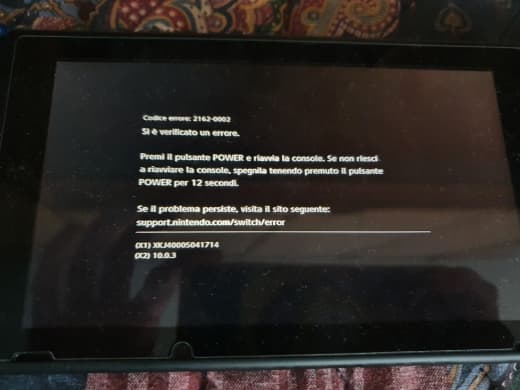 Codice errore: 2162-0002
Si è verificato un errore.
Premi il pulsante POWER e riavvia la console. Se non riesci
a riavviare la console, spegnila tenendo premuto il pulsante
POWER per 12 secondi.
Se il problema persiste, visita il sito seguente:
support.nintendo.com/switch/error
(X1) XKJ40005041714
(X2) 10.0.3